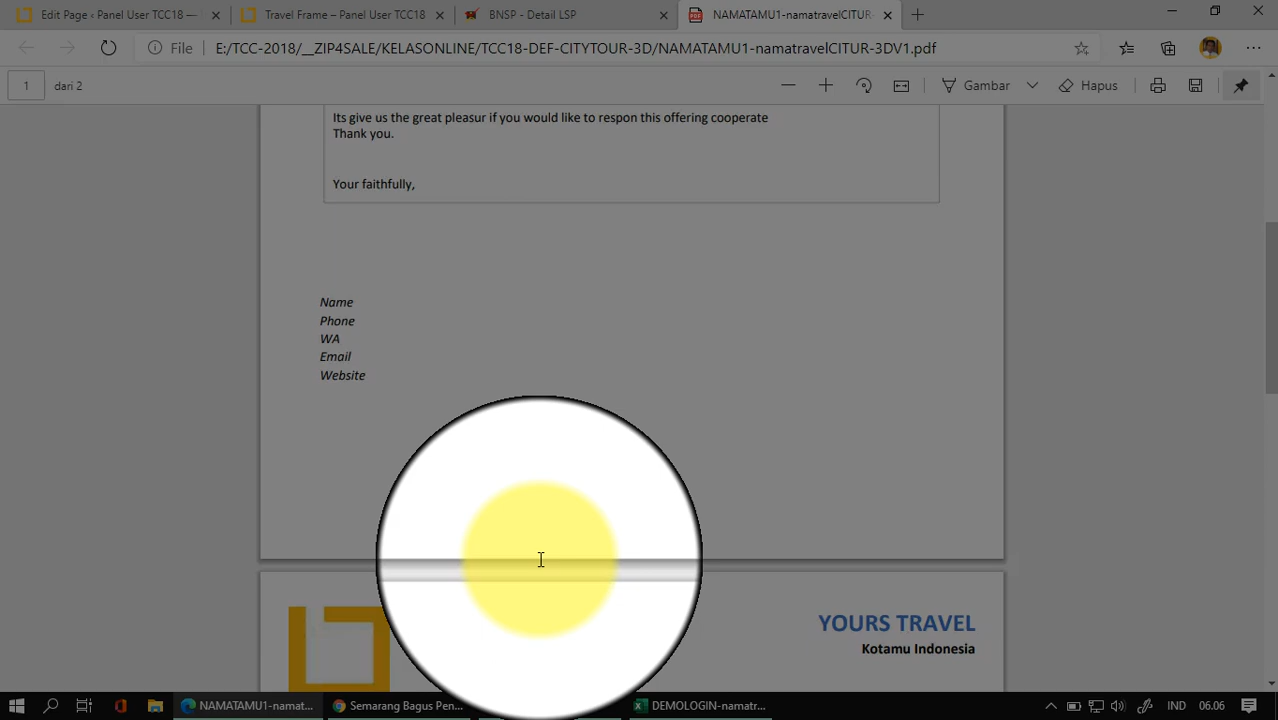 Edit Page ‹ Panel User TCC18 —
Travel Frame – Panel User TCC18
BNSP - Detail LSP
NAMATAMU1-namatravelCITUR-
File
E:/TCC-2018/__ZIP4SALE/KELASONLINE/TCC18-DEF-CITYTOUR-3D/NAMATAMU1-namatravelCITUR-3DV1.pdf
1
dari 2
Gambar
Hapus
Its give us the great pleasur if you would like to respon this offering cooperate
Thank you.
Your faithfully,
Name
Phone
WA
Email
Website
YOURS TRAVEL
Kotamu Indonesia
NAMATAMU1-namat...
Semarang Bagus Pen...
DEMOLOGIN-namatr...
IND
06.06